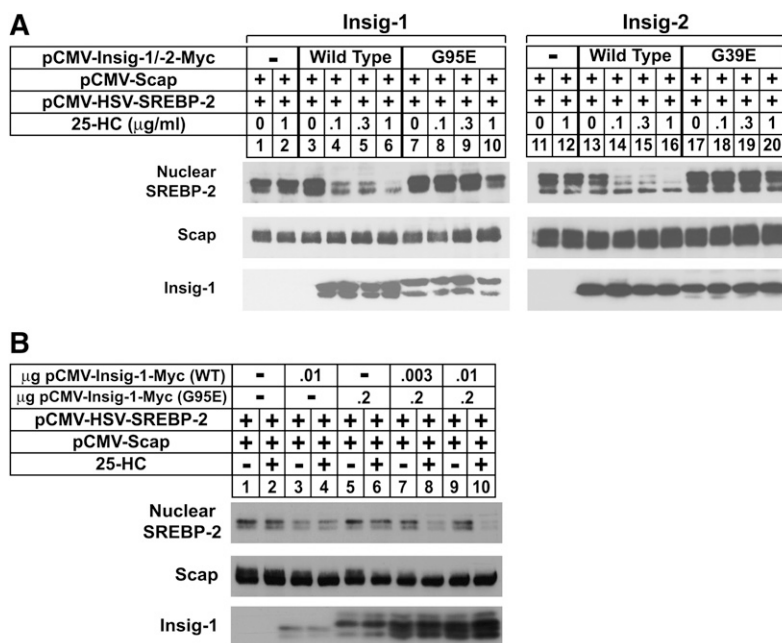 A
Insig-1 Insig-2
pCMV-Insig-1/-2-Myc - Wild Type G95E - Wild Type G39E
pCMV-Scap + + + + + + + + + + + + + + + + + + + +
pCMV-HSV-SREBP-2 + + + + + + + + + + + + + + + + + + + +
25-HC (μg/ml) 0 1 0 .1 .3 1 0 .1 .3 1 0 1 0 .1 .3 1 0 .1 .3 1
1 2 3 4 5 6 7 8 9 10 11 12 13 14 15 16 17 18 19 20
Nuclear
SREBP-2
Scap
Insig-1
B
μg pCMV-Insig-1-Myc (WT) - .01 - .003 .01
μg pCMV-Insig-1-Myc (G95E) - - .2 .2 .2
pCMV-HSV-SREBP-2 + + + + + + + + + +
pCMV-Scap + + + + + + + + + +
25-HC - + - + - + - + - +
1 2 3 4 5 6 7 8 9 10
Nuclear
SREBP-2
Scap
Insig-1